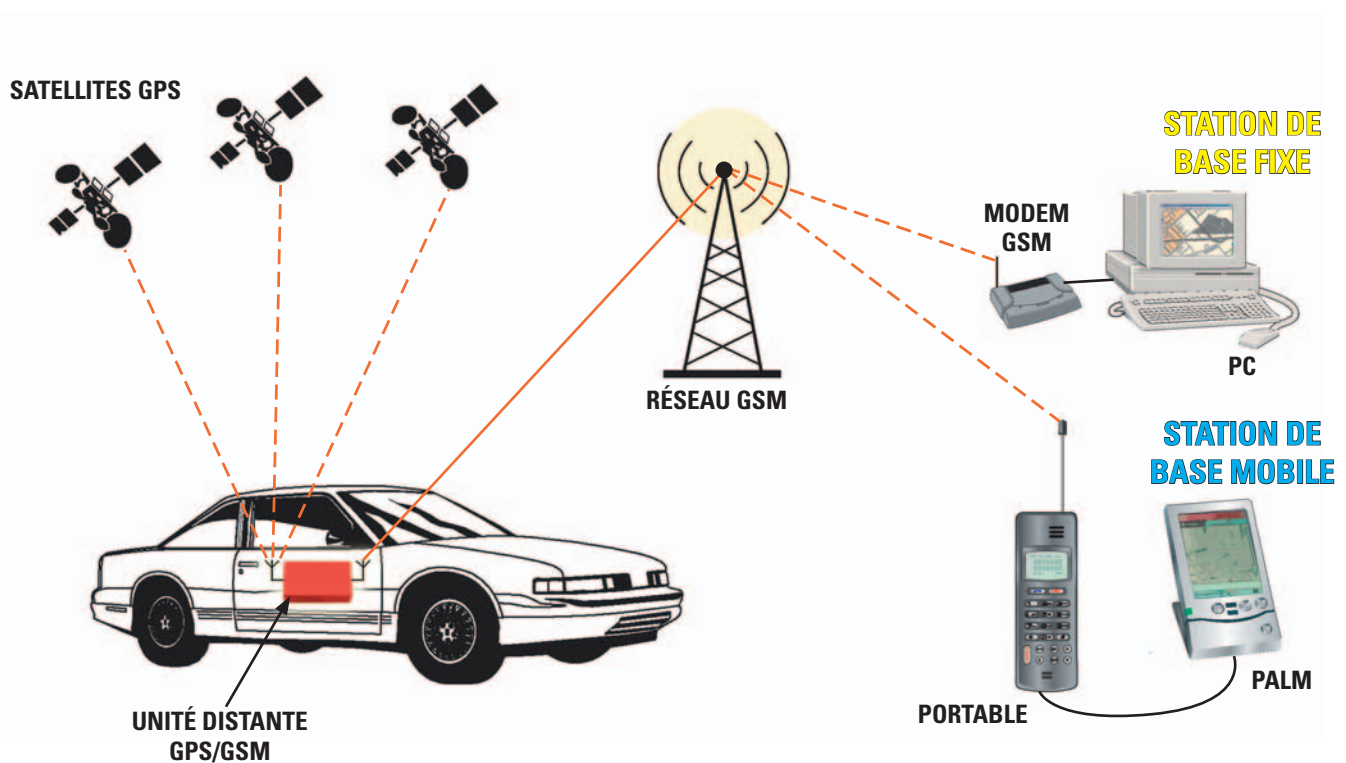 SATELLITES GPS
STATION DE
BASE FIXE
MODEM
GSM
PC
RÉSEAU GSM
STATION DE
BASE MOBILE
PALM
PORTABLE
UNITÉ DISTANTE
GPS/GSM